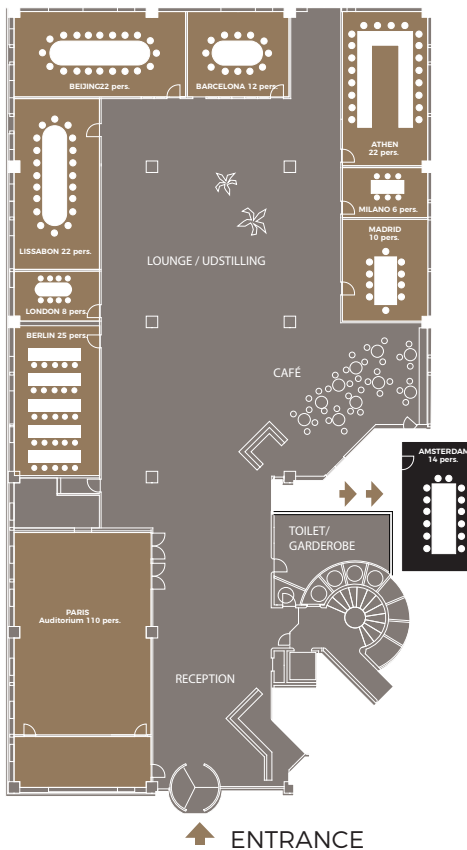 BEIJING22 pers.
BARCELONA 12 pers.
ATHEN
22 pers.
MILANO 6 pers.
MADRID
10 pers.
LISSABON 22 pers.
LOUNGE / UDSTILLING
LONDON 8 pers.
BERLIN 25 pers.
CAFÉ
AMSTERDAM
14 pers.
TOILET/
GARDEROBE
PARIS
Auditorium 110 pers.
RECEPTION
ENTRANCE